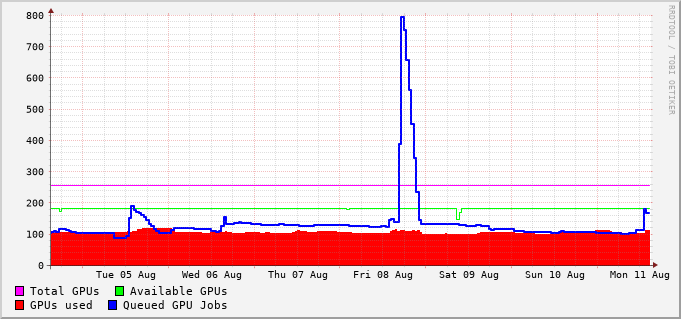 800
700
600
500
400
300
200
100
0
Tue 05 Aug Wed 06 Aug Thu 07 Aug Fri 08 Aug Sat 09 Aug Sun 10 Aug Mon 11 Aug
Total GPUs Available GPUs
GPUs used Queued GPU Jobs
RRDTOOL / TOBI OETIKER